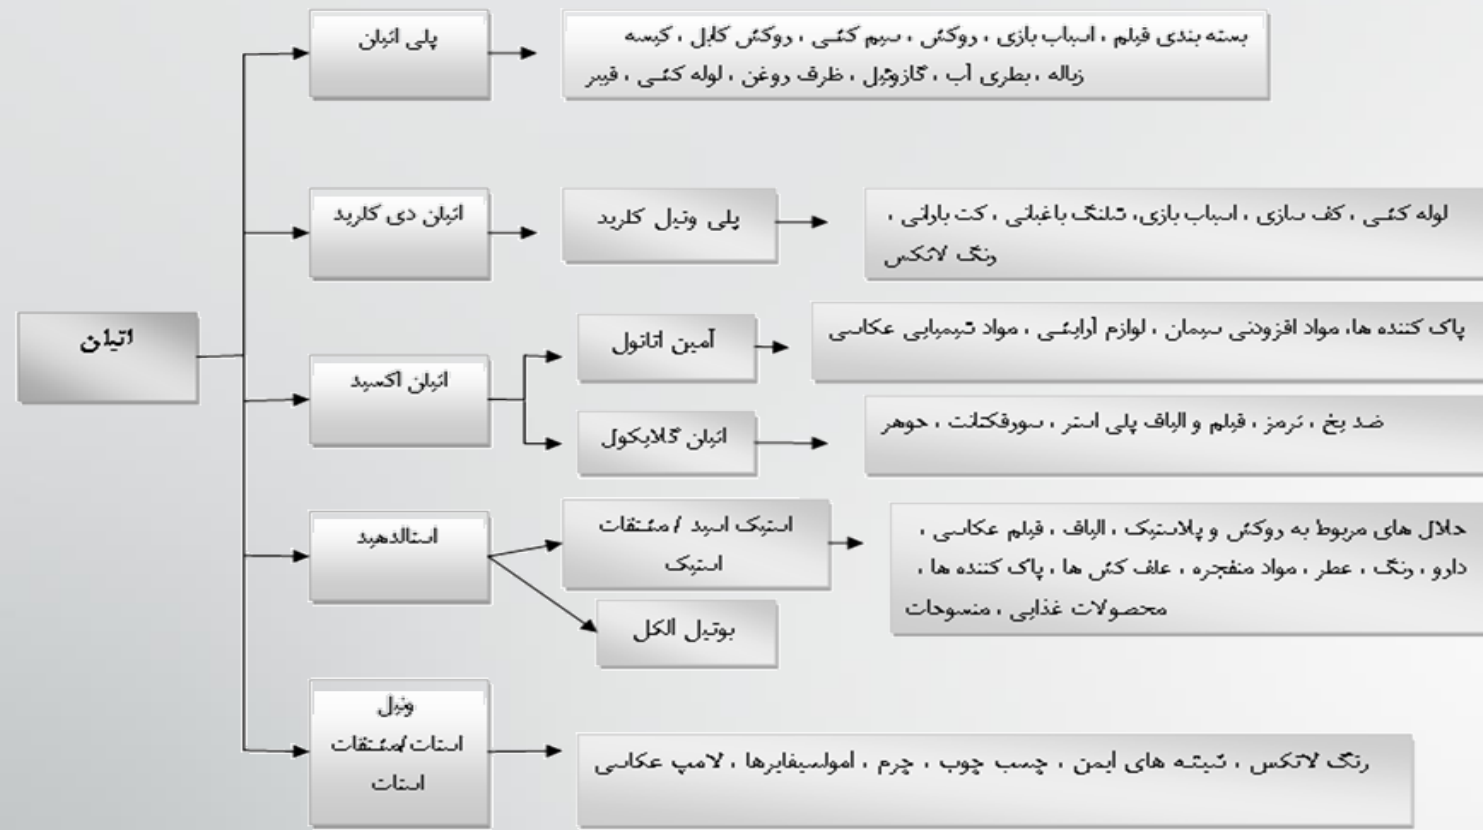 پلی اتیلن
بسته بندی فیلم ، اسباب بازی ، روکش ، سیم کشی ، روکش کابل ، کیسه
زباله ، بطری آب ، گازوئیل ، ظرف روغن ، لوله کشی ، فیبر
اتیلن دی کلرید
پلی وینیل کلرید
لوله کشی ، کف سازی ، اسباب بازی، شلنگ باغبانی ، کت بارانی ،
رنگ لاتکس
اتیلن
اتیلن اکسید
آمین اتانول
پاک کننده ها، مواد افزودنی سیمان ، لوازم آرایشی ، مواد شیمیایی عکاسی
اتیلن گلایکول
ضد یخ ، ترمز ، فیلم و الیاف پلی استر ، سورفکتانت ، جوهر
استالدهید
استیک اسید / مشتقات
استیک
حلال های مربوط به روکش و پلاستیک ، الیاف ، فیلم عکاسی ،
دارو ، رنگ ، عطر ، مواد منفجره ، علف کش ها ، پاک کننده ها ،
محصولات غذایی ، منسوجات
بوتیل الکل
وینیل
استات/مشتقات
استات
رنگ لاتکس ، شیشه های ایمن ، چسب چوب ، چرم ، امولسیفایرها ، لامپ عکاسی